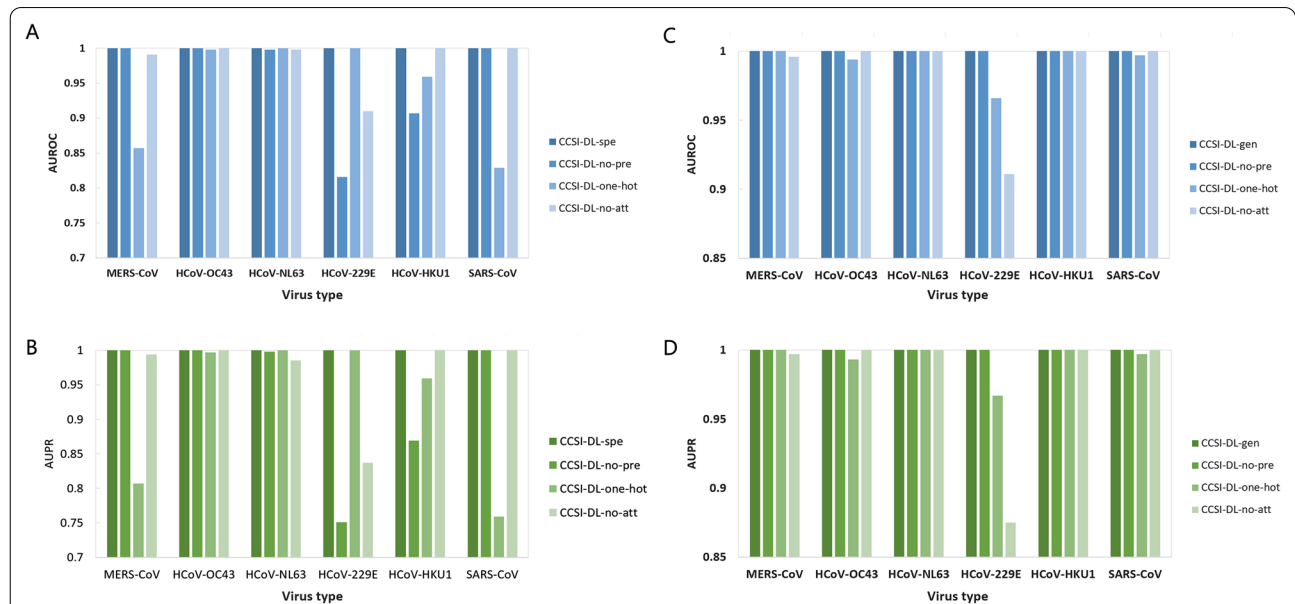 A
1
0.95
0.9
0.85
0.8
0.75
0.7
AUROC
MERS-CoV HCoV-OC43 HCoV-NL63 HCoV-229E HCoV-HKU1 SARS-CoV
Virus type
CCSI-DL-spe
CCSI-DL-no-pre
CCSI-DL-one-hot
CCSI-DL-no-att
C
1
0.95
0.9
0.85
AUROC
MERS-CoV HCoV-OC43 HCoV-NL63 HCoV-229E HCoV-HKU1 SARS-CoV
Virus type
CCSI-DL-gen
CCSI-DL-no-pre
CCSI-DL-one-hot
CCSI-DL-no-att
B
1
0.95
0.9
0.85
0.8
0.75
0.7
AUPR
MERS-CoV HCoV-OC43 HCoV-NL63 HCoV-229E HCoV-HKU1 SARS-CoV
Virus type
CCSI-DL-spe
CCSI-DL-no-pre
CCSI-DL-one-hot
CCSI-DL-no-att
D
1
0.95
0.9
0.85
AUPR
MERS-CoV HCoV-OC43 HCoV-NL63 HCoV-229E HCoV-HKU1 SARS-CoV
Virus type
CCSI-DL-gen
CCSI-DL-no-pre
CCSI-DL-one-hot
CCSI-DL-no-att